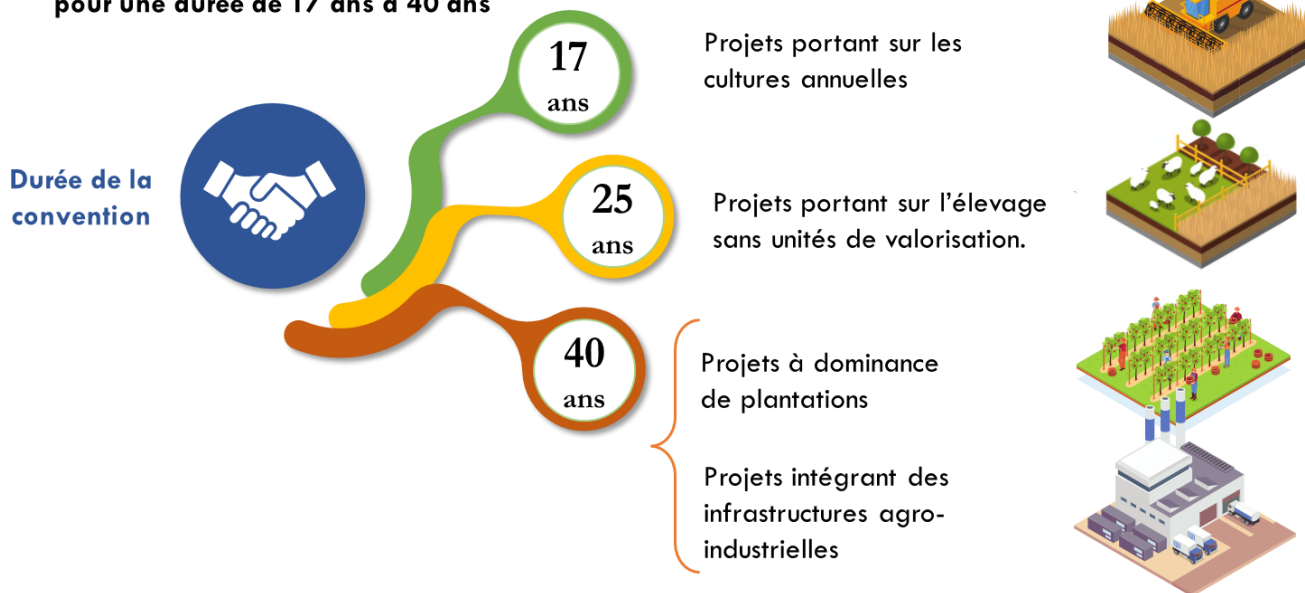 pour une durée de 17 ans à 40 ans
17
ans
Projets portant sur les
cultures annuelles
Durée de la
convention
25
ans
Projets portant sur l’élevage
sans unités de valorisation.
40
ans
Projets à dominance
de plantations
Projets intégrant des
infrastructures agro-
industrielles